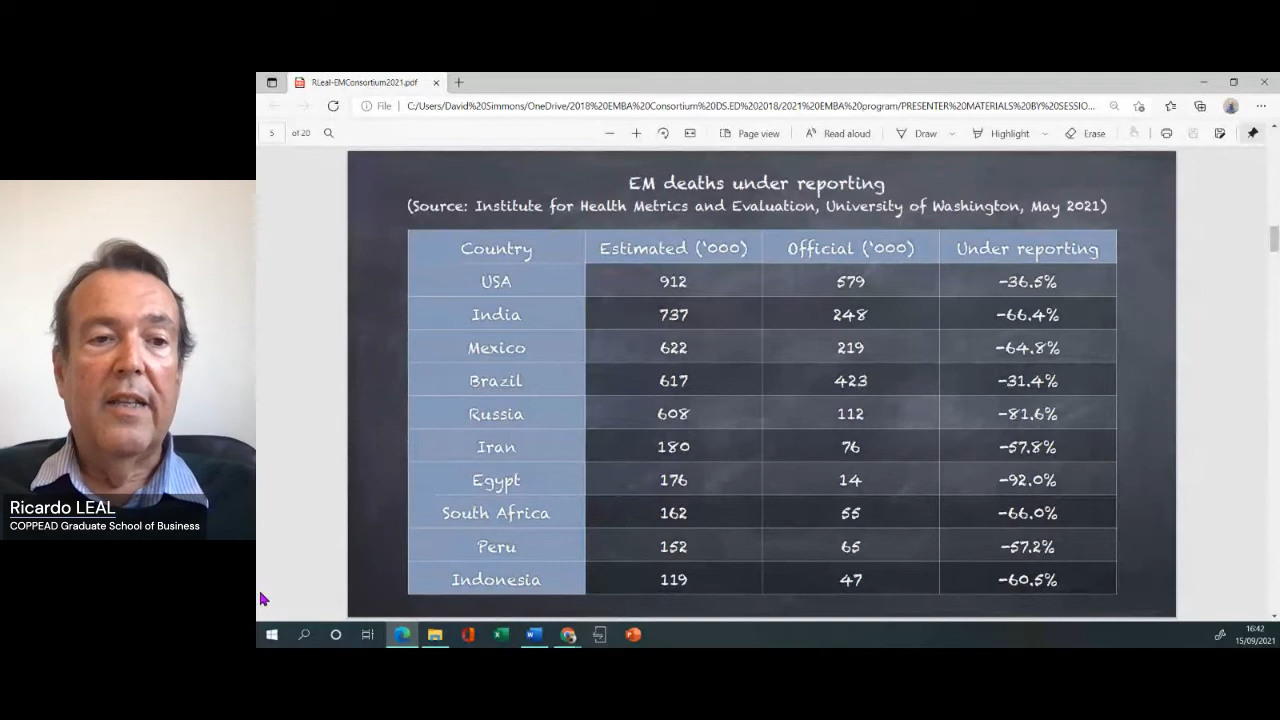 RLeal-EMConsortium2021.pdf
File C:/Users/David%20Simmons/OneDrive/2018%20EMBA%20Consortium%20DS.ED%202018/2021%20EMBA%20program/PRESENTER%20MATERIALS%20BY%20SESSIO...
5 of 20 Page view Read aloud Draw Highlight Erase
EM deaths under reporting
(Source: Institute for Health Metrics and Evaluation, University of Washington, May 2021)
Country Estimated ('000) Official ('000) Under reporting
USA 912 579 -36.5%
India 737 248 -66.4%
Mexico 622 219 -64.8%
Brazil 617 423 -31.4%
Russia 608 112 -81.6%
Iran 180 76 -57.8%
Egypt 176 14 -92.0%
South Africa 162 55 -66.0%
Peru 152 65 -57.2%
Indonesia 119 47 -60.5%
Ricardo LEAL
COPPEAD Graduate School of Business
16:42
15/09/2021